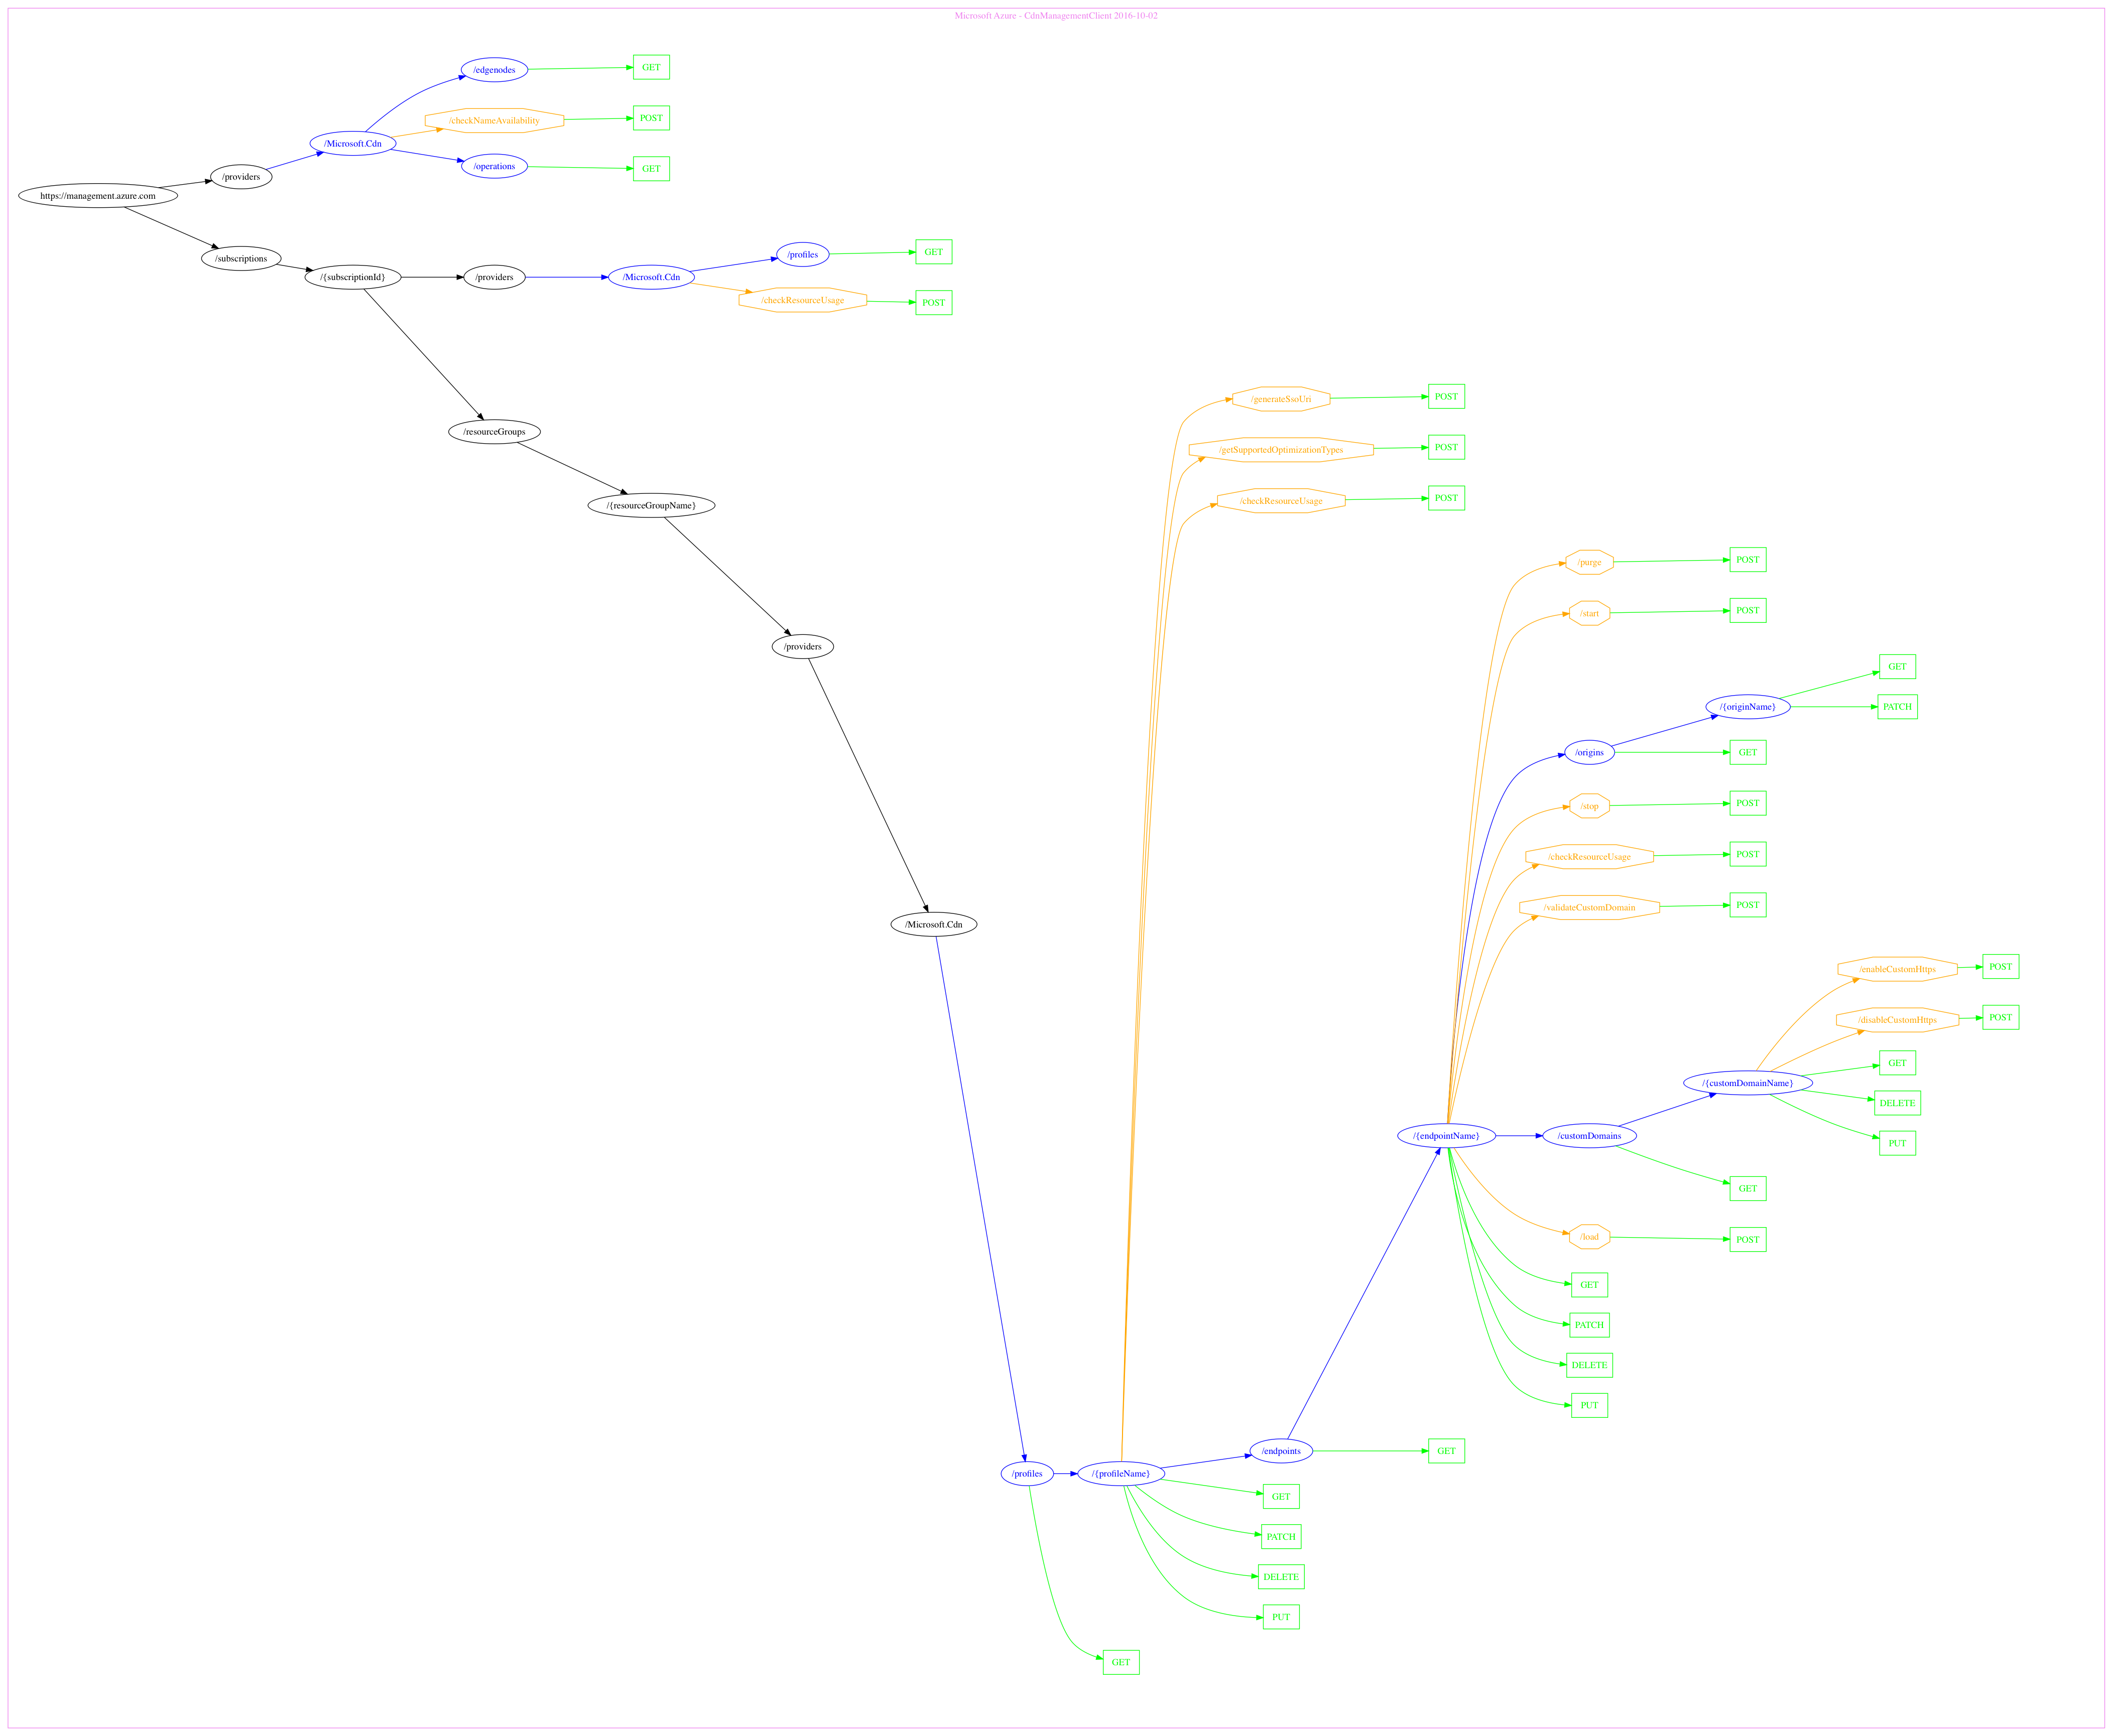 Microsoft Azure - CdnManagementClient 2016-10-02
/edgenodes
GET
/checkNameAvailability
POST
/Microsoft.Cdn
/operations
GET
/providers
https://management.azure.com
/subscriptions
/{subscriptionId}
/providers
/Microsoft.Cdn
/profiles
GET
/checkResourceUsage
POST
/resourceGroups
/{resourceGroupName}
/providers
/Microsoft.Cdn
/generateSsoUri
POST
/getSupportedOptimizationTypes
POST
/checkResourceUsage
POST
/purge
POST
/start
POST
/{originName}
GET
PATCH
/origins
GET
/stop
POST
/checkResourceUsage
POST
/validateCustomDomain
POST
/enableCustomHttps
POST
/disableCustomHttps
POST
/{customDomainName}
GET
DELETE
PUT
/{endpointName}
/customDomains
GET
/load
POST
GET
PATCH
DELETE
PUT
/endpoints
GET
/profiles
/{profileName}
GET
PATCH
DELETE
PUT
GET